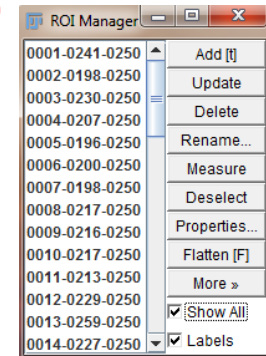 ROI Manager
0001-0241-0250
0002-0198-0250
0003-0230-0250
0004-0207-0250
0005-0196-0250
0006-0200-0250
0007-0198-0250
0008-0217-0250
0009-0216-0250
0010-0217-0250
0011-0213-0250
0012-0229-0250
0013-0259-0250
0014-0227-0250
Add [t]
Update
Delete
Rename...
Measure
Deselect
Properties...
Flatten [F]
More »
Show All
Labels